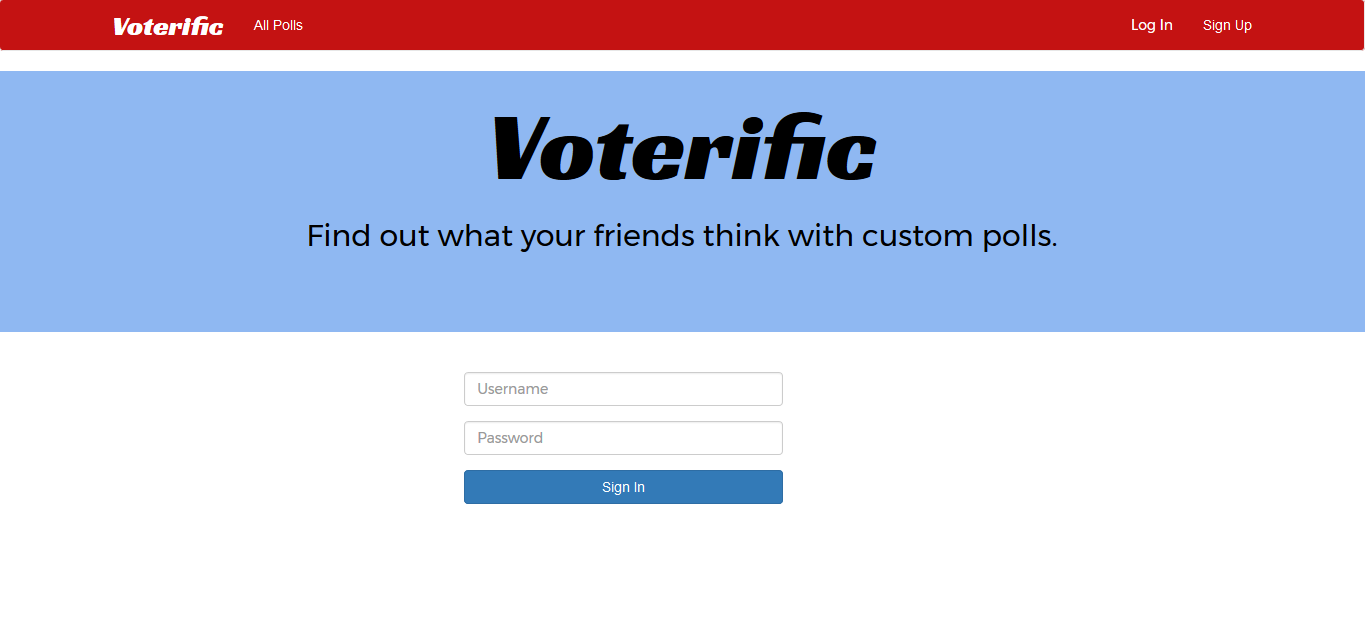 Voterific All Polls Log In Sign Up
Voterific
Find out what your friends think with custom polls.
Username
Password
Sign In